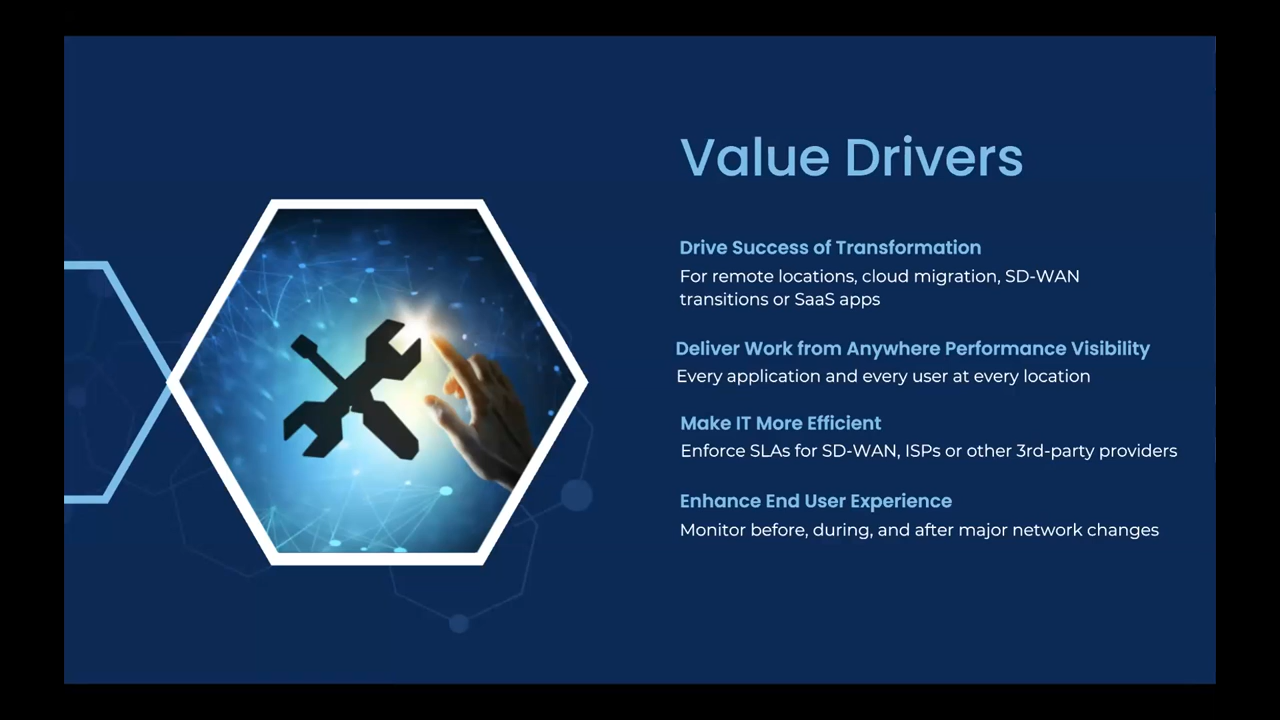 Value Drivers
Drive Success of Transformation
For remote locations, cloud migration, SD-WAN
transitions or SaaS apps
Deliver Work from Anywhere Performance Visibility
Every application and every user at every location
Make IT More Efficient
Enforce SLAs for SD-WAN, ISPs or other 3rd-party providers
Enhance End User Experience
Monitor before, during, and after major network changes